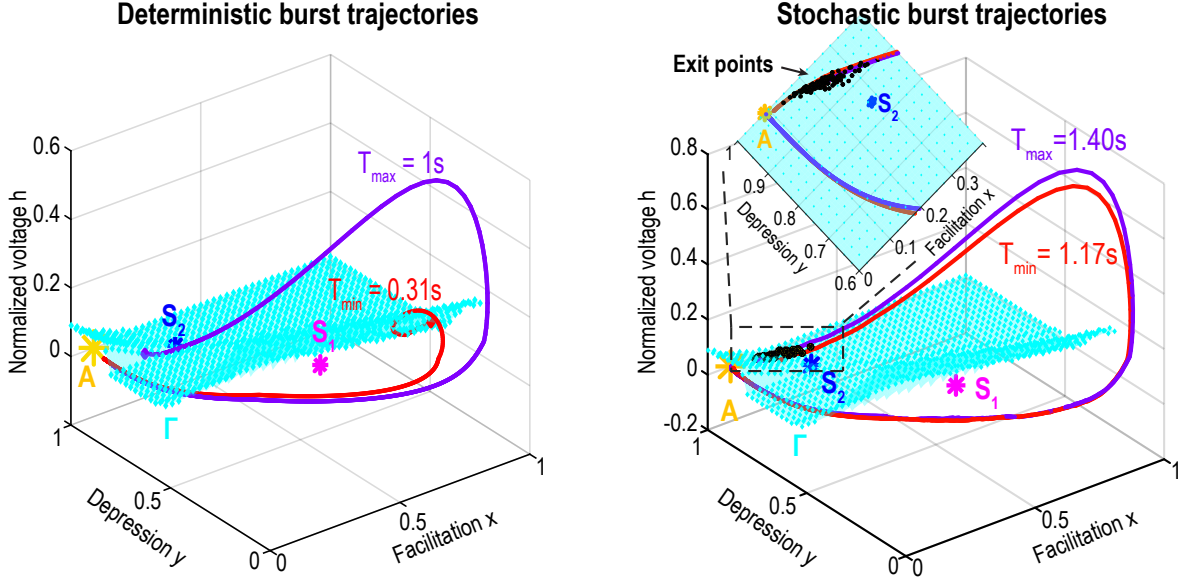 Deterministic burst trajectories
0.6
0.4
0.2
0
Normalized voltage h
T_max = 1s
T_min = 0.31s
S_2
S_1
A
Γ
1
0.5
0
Depression y
0
0.5
1
Facilitation x
Stochastic burst trajectories
Exit points
A
S_2
1
0.9
0.8
0.7
0.6
Depression y
0
0.1
0.2
0.3
Facilitation x
T_max = 1.40s
T_min = 1.17s
0.8
0.6
0.4
0.2
0
-0.2
Normalized voltage h
A
S_2
S_1
Γ
1
0.5
0
Depression y
0
0.5
1
Facilitation x